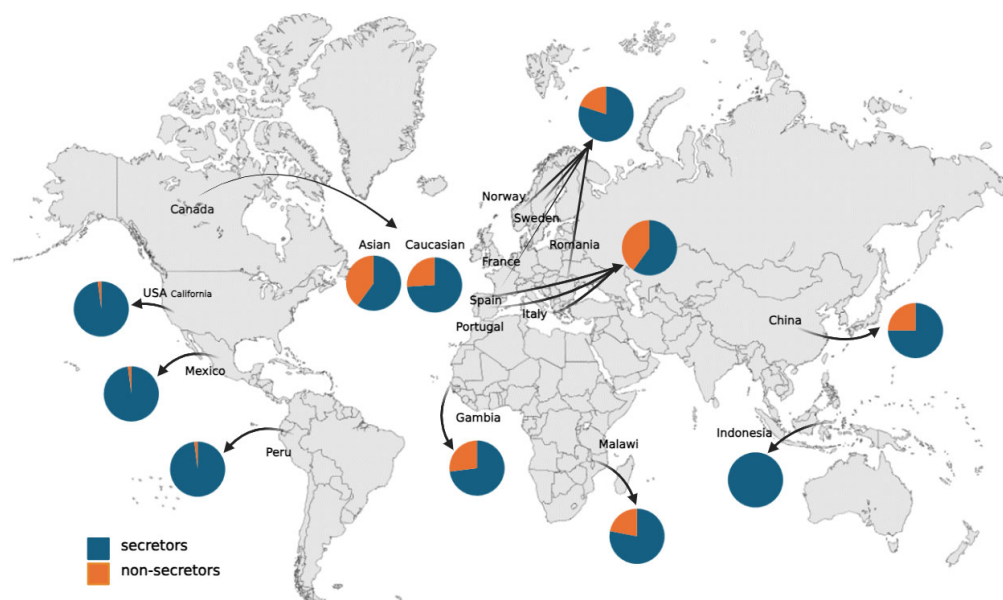 Norway
Canada
Sweden
Asian
Caucasian
Romania
France
USA California
Spain
Italy
China
Portugal
Mexico
Gambia
Indonesia
Peru
Malawi
secretors
non-secretors